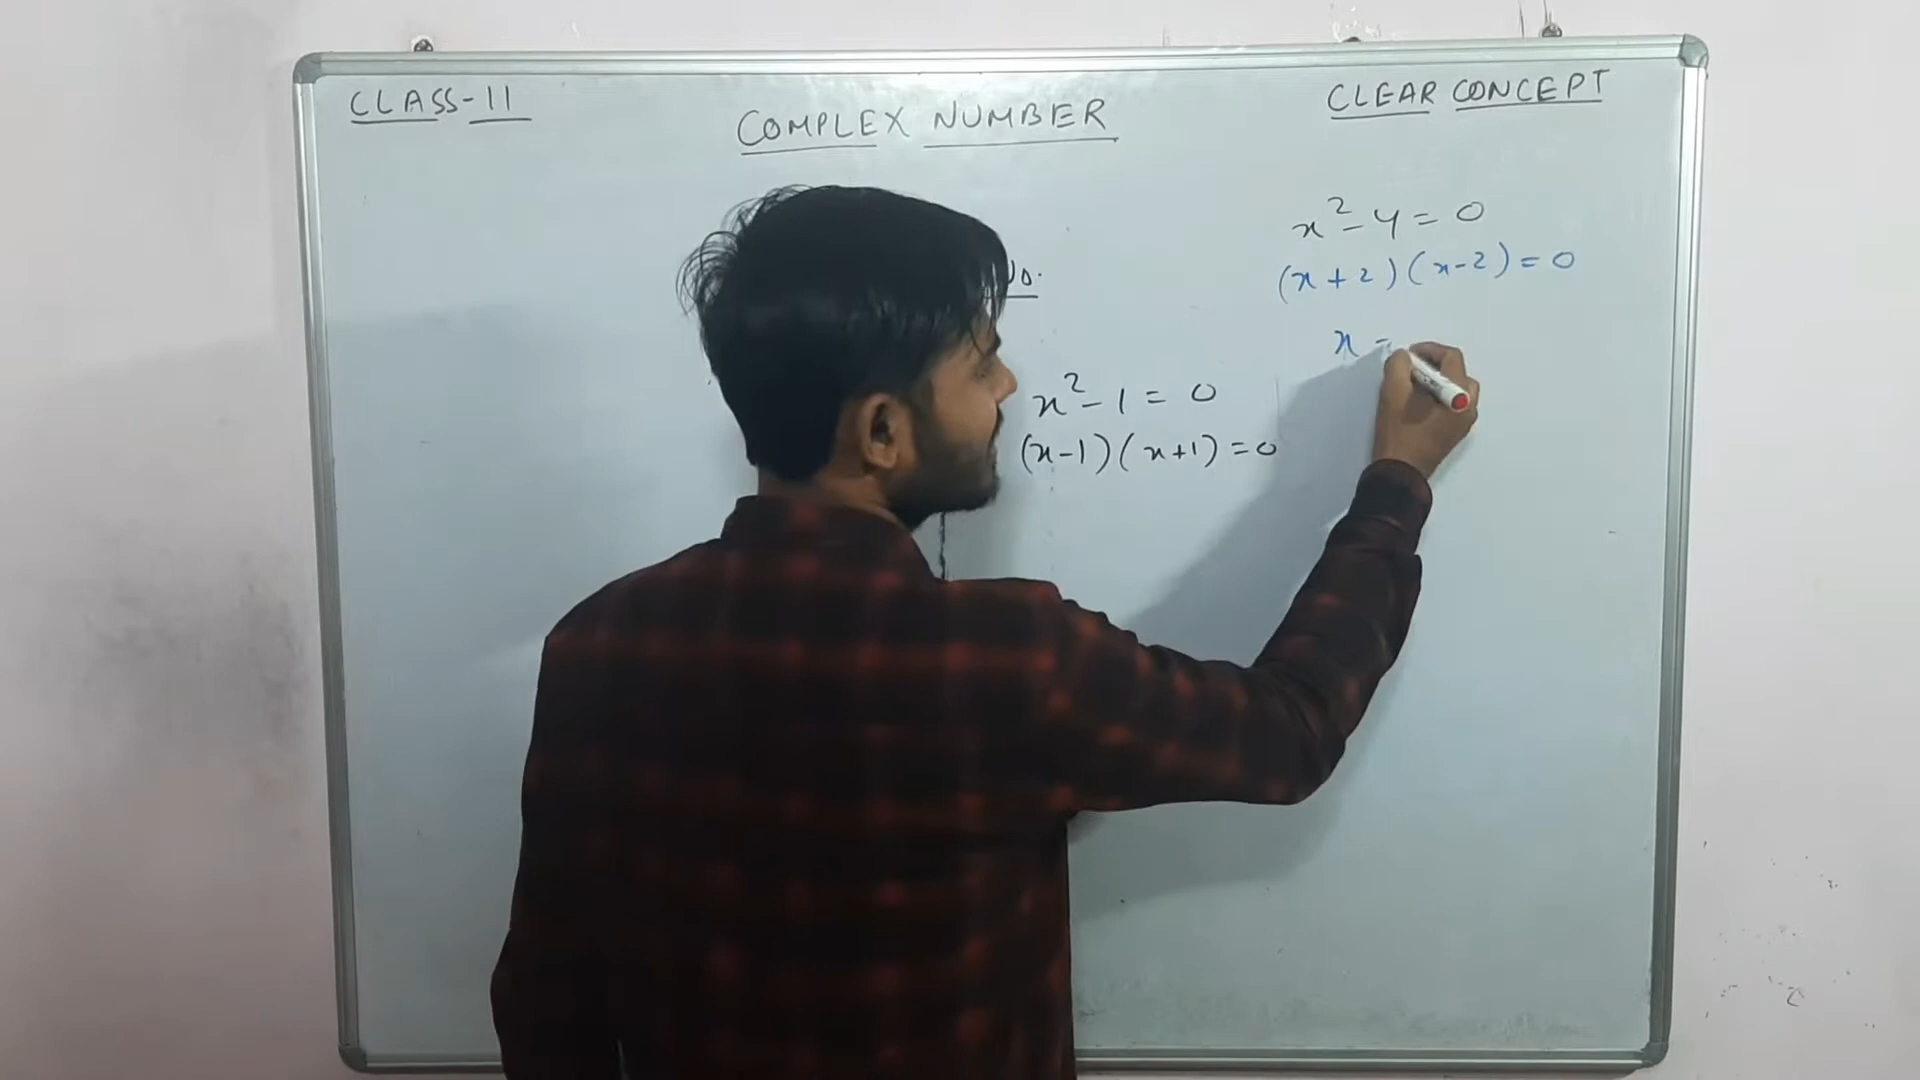 CLASS-11
COMPLEX NUMBER
CLEAR CONCEPT
x² - 1 = 0
(x-1)(x+1) = 0
x² - 4 = 0
(x+2)(x-2) = 0
x =